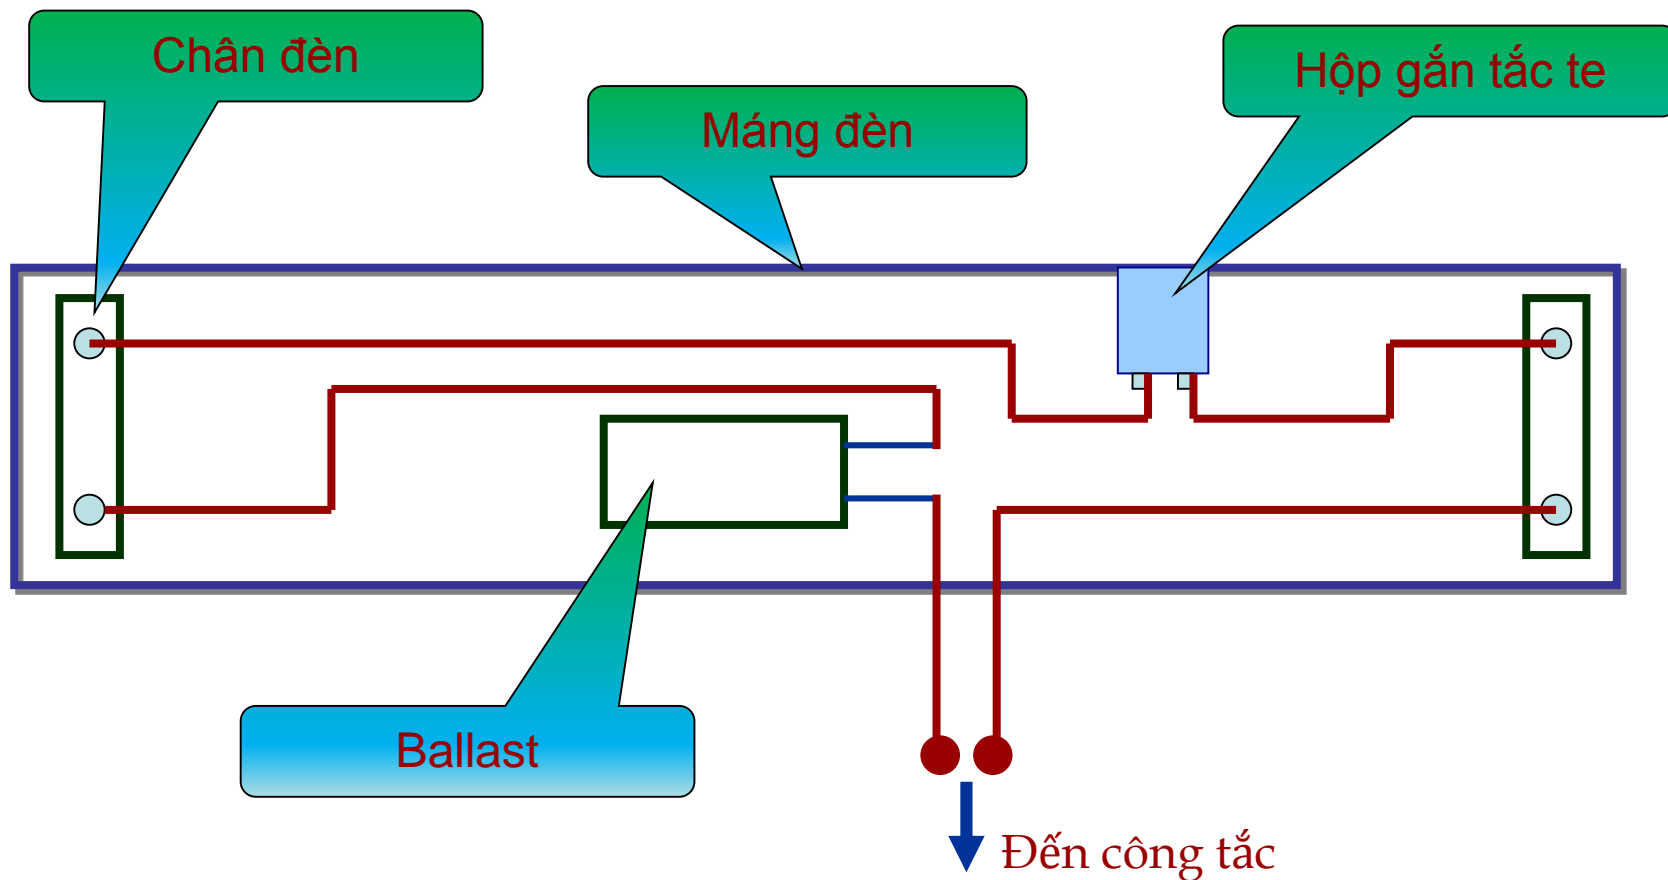 Chân đèn
Máng đèn
Hộp gắn tắc te
Ballast
Đến công tắc